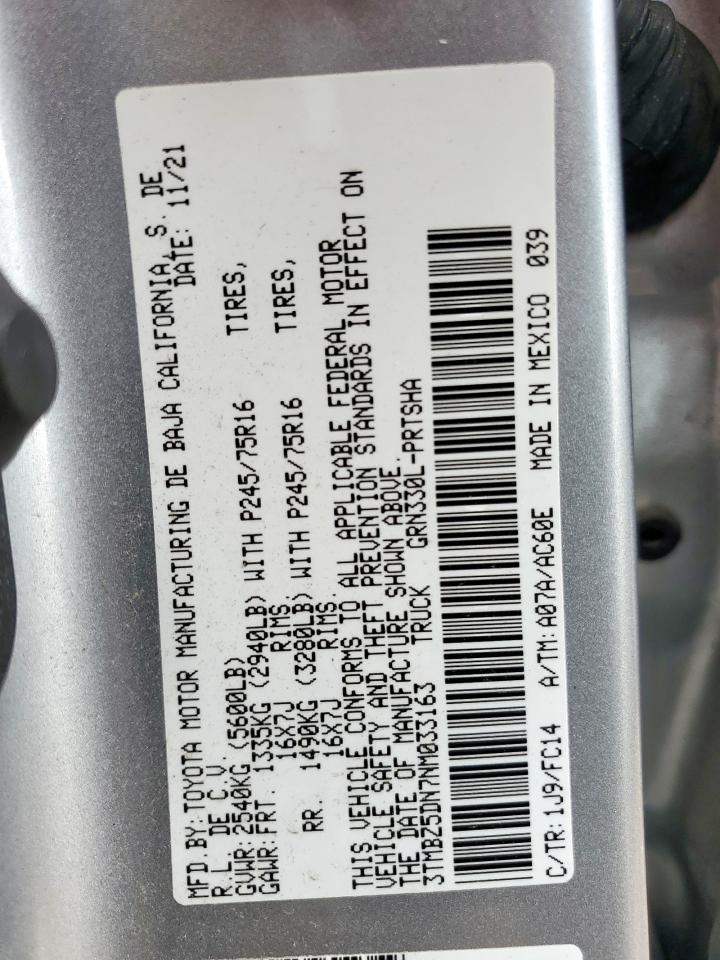 MFD.BY:TOYOTA MOTOR MANUFACTURING DE BAJA CALIFORNIA, S. DE
R.L. DE C.V. DATE: 11/21
GVWR:2540KG (5600LB)
GAWR:FRT. 1335KG (2940LB) WITH P245/75R16 TIRES,
16X7J RIMS.
RR. 1490KG (3280LB) WITH P245/75R16 TIRES,
16X7J RIMS.
THIS VEHICLE CONFORMS TO ALL APPLICABLE FEDERAL MOTOR
VEHICLE SAFETY AND THEFT PREVENTION STANDARDS IN EFFECT ON
THE DATE OF MANUFACTURE SHOWN ABOVE.
3TMBZ5DN7NM033163 TRUCK GRN330L-PRTSHA
C/TR:1J9/FC14 A/TM:A07A/AC60E MADE IN MEXICO 039